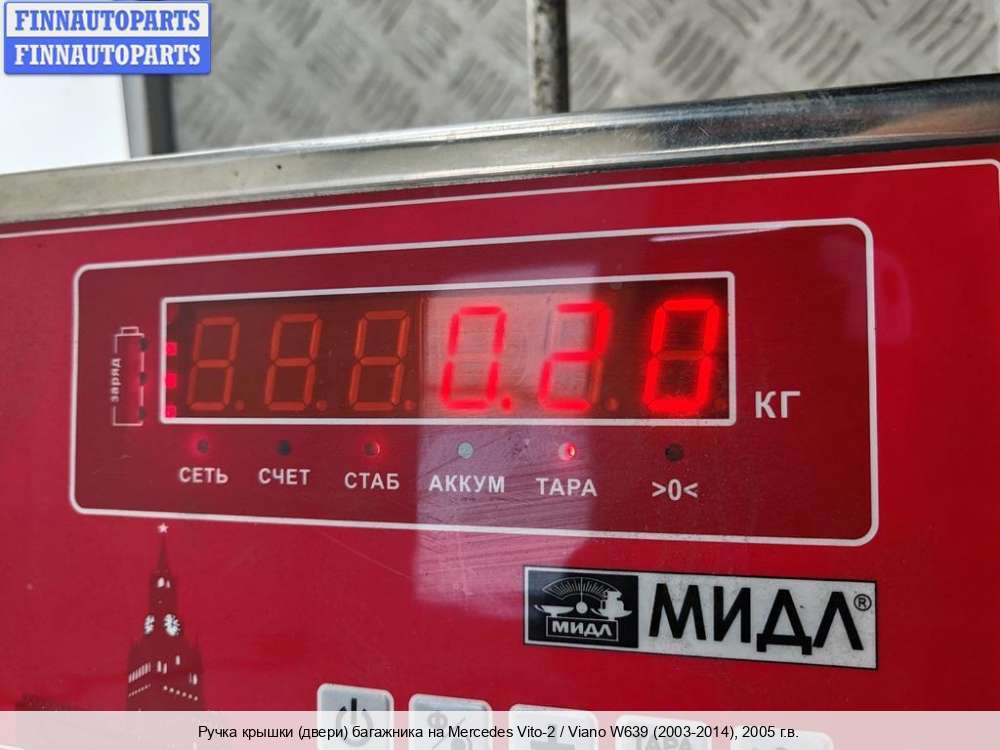 FINNAUTOPARTS
FINNAUTOPARTS
заряд
0.20
КГ
СЕТЬ СЧЕТ СТАБ АККУМ ТАРА >0<
МИДЛ МИДЛ®
ТАРА
Ручка крышки (двери) багажника на Mercedes Vito-2 / Viano W639 (2003-2014), 2005 г.в.